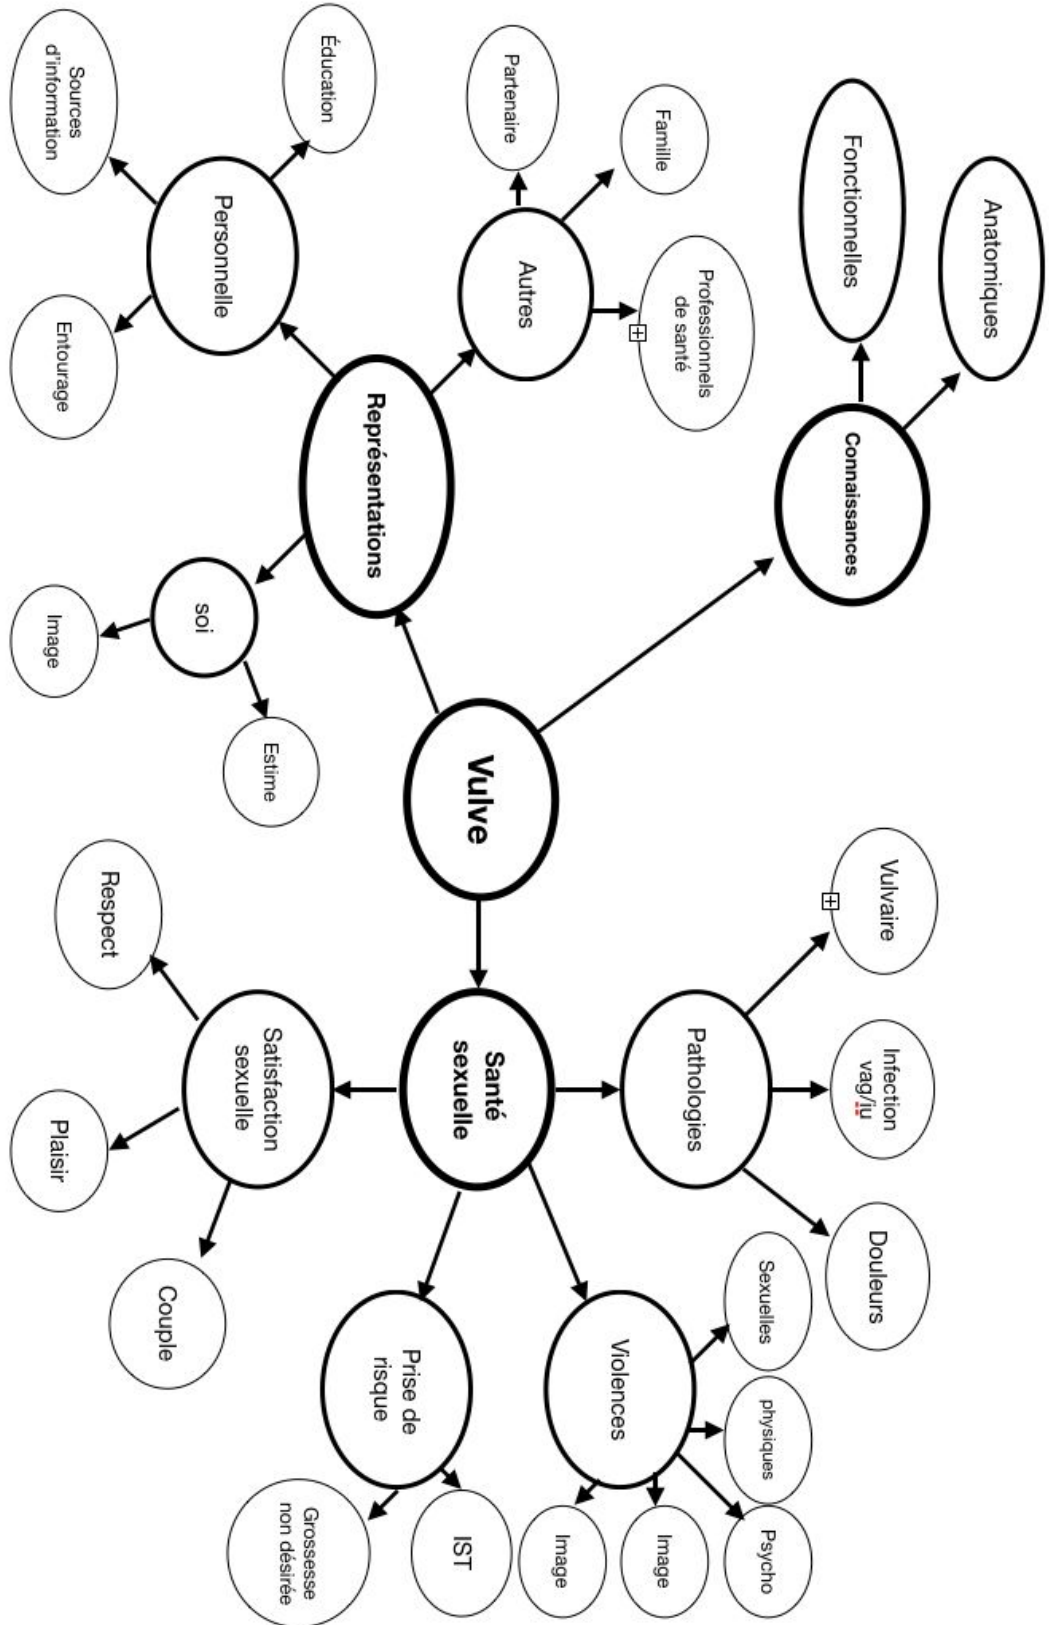 Anatomiques
Fonctionnelles
Connaissances
Vulvaire
Infection
vag/iu
Douleurs
Pathologies
Sexuelles
physiques
Psycho
Image
Image
Violences
Professionnels
de santé
Famille
Partenaire
Autres
Représentations
Vulve
Santé
sexuelle
Prise de
risque
IST
Grossesse
non désirée
Éducation
Personnelle
Sources
d'information
Entourage
soi
Image
Estime
Satisfaction
sexuelle
Respect
Plaisir
Couple